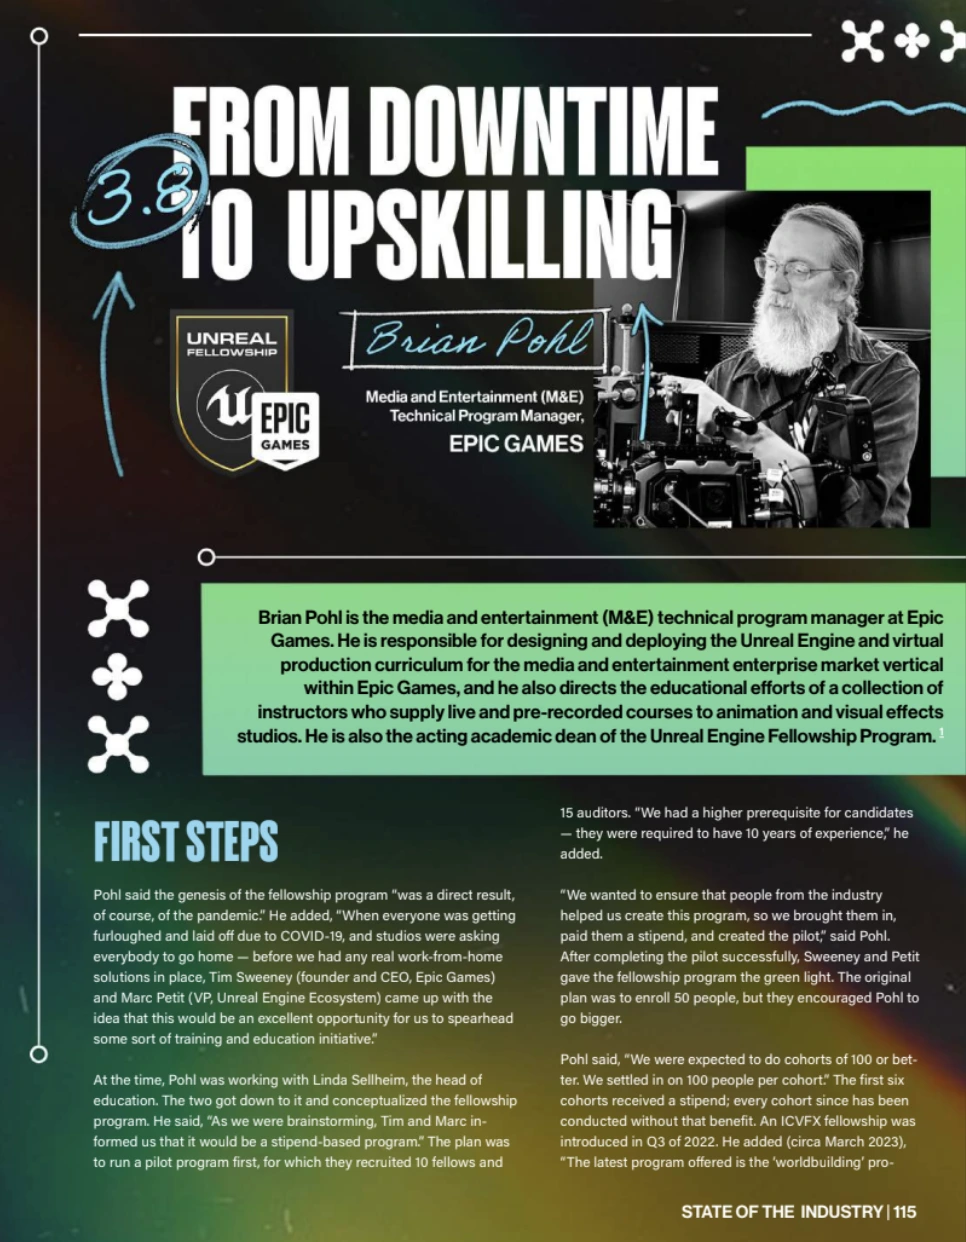 FROM DOWNTIME
3.8
TO UPSKILLING
UNREAL
FELLOWSHIP
EPIC
GAMES
Brian Pohl
Media and Entertainment (M&E)
Technical Program Manager,
EPIC GAMES
Brian Pohl is the media and entertainment (M&E) technical program manager at Epic
Games. He is responsible for designing and deploying the Unreal Engine and virtual
production curriculum for the media and entertainment enterprise market vertical
within Epic Games, and he also directs the educational efforts of a collection of
instructors who supply live and pre-recorded courses to animation and visual effects
studios. He is also the acting academic dean of the Unreal Engine Fellowship Program. 1
FIRST STEPS
Pohl said the genesis of the fellowship program “was a direct result,
of course, of the pandemic.” He added, “When everyone was getting
furloughed and laid off due to COVID-19, and studios were asking
everybody to go home — before we had any real work-from-home
solutions in place, Tim Sweeney (founder and CEO, Epic Games)
and Marc Petit (VP, Unreal Engine Ecosystem) came up with the
idea that this would be an excellent opportunity for us to spearhead
some sort of training and education initiative.”
At the time, Pohl was working with Linda Sellheim, the head of
education. The two got down to it and conceptualized the fellowship
program. He said, “As we were brainstorming, Tim and Marc in-
formed us that it would be a stipend-based program.” The plan was
to run a pilot program first, for which they recruited 10 fellows and
15 auditors. “We had a higher prerequisite for candidates
— they were required to have 10 years of experience,” he
added.
“We wanted to ensure that people from the industry
helped us create this program, so we brought them in,
paid them a stipend, and created the pilot,” said Pohl.
After completing the pilot successfully, Sweeney and Petit
gave the fellowship program the green light. The original
plan was to enroll 50 people, but they encouraged Pohl to
go bigger.
Pohl said, “We were expected to do cohorts of 100 or bet-
ter. We settled in on 100 people per cohort.” The first six
cohorts received a stipend; every cohort since has been
conducted without that benefit. An ICVFX fellowship was
introduced in Q3 of 2022. He added (circa March 2023),
“The latest program offered is the ‘worldbuilding’ pro-
STATE OF THE INDUSTRY | 115